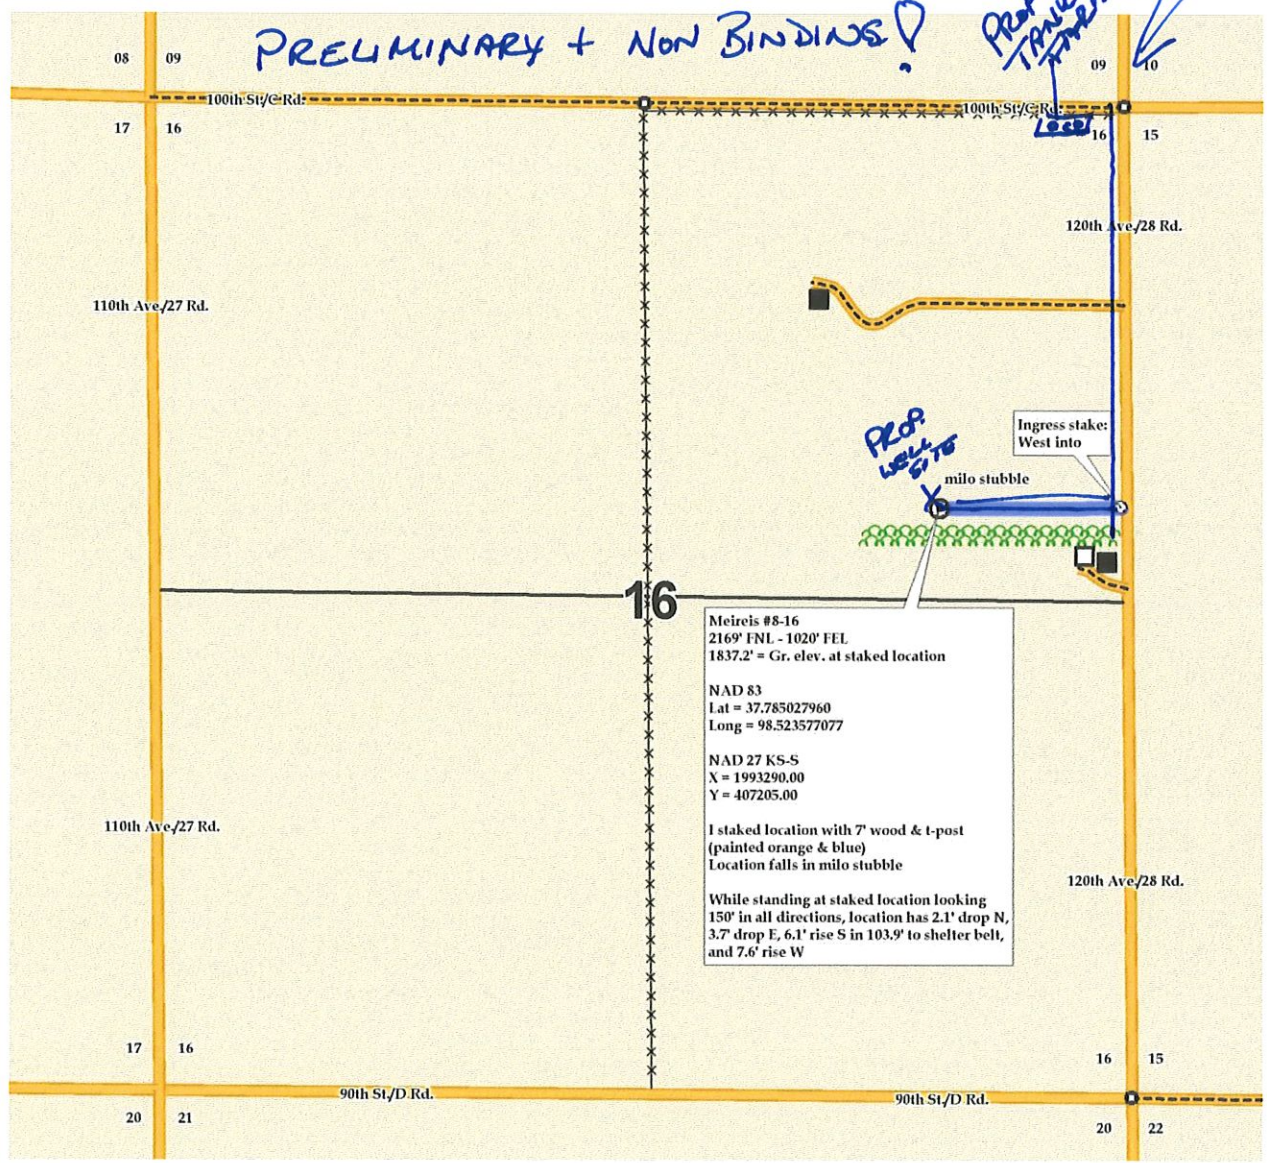 PRELIMINARY + NON BINDING!
PROP
TANK
08 09
09 10
100th St/C Rd.
100th St/C Rd.
LOCO
17 16
16 15
120th Ave./28 Rd.
110th Ave./27 Rd.
PROP.
WELL
SITE
Ingress stake:
West into
milo stubble
16
Meireis #8-16
2169' FNL - 1020' FEL
1837.2' = Gr. elev. at staked location
NAD 83
Lat = 37.785027960
Long = 98.523577077
NAD 27 KS-S
X = 1993290.00
Y = 407205.00
I staked location with 7' wood & t-post
(painted orange & blue)
Location falls in milo stubble
While standing at staked location looking
150' in all directions, location has 2.1' drop N,
3.7' drop E, 6.1' rise S in 103.9' to shelter belt,
and 7.6' rise W
110th Ave./27 Rd.
120th Ave./28 Rd.
17 16
16 15
90th St./D Rd.
90th St./D Rd.
20 21
20 22